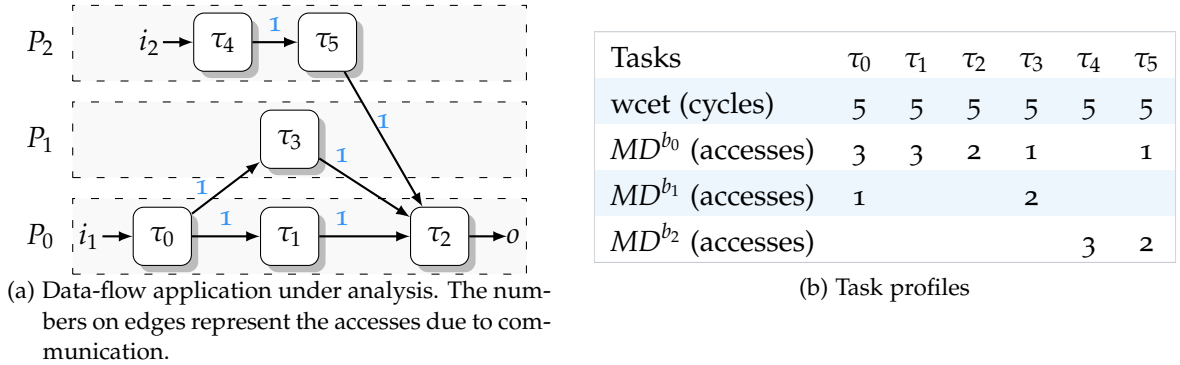 P₂ i₂ τ₄ 1 τ₅
1
P₁ τ₃ 1
1
P₀ i₁ τ₀ 1 τ₁ 1 τ₂ o
(a) Data-flow application under analysis. The num-
bers on edges represent the accesses due to com-
munication.
Tasks τ₀ τ₁ τ₂ τ₃ τ₄ τ₅
wcet (cycles) 5 5 5 5 5 5
MD^b₀ (accesses) 3 3 2 1 1
MD^b₁ (accesses) 1 2
MD^b₂ (accesses) 3 2
(b) Task profiles